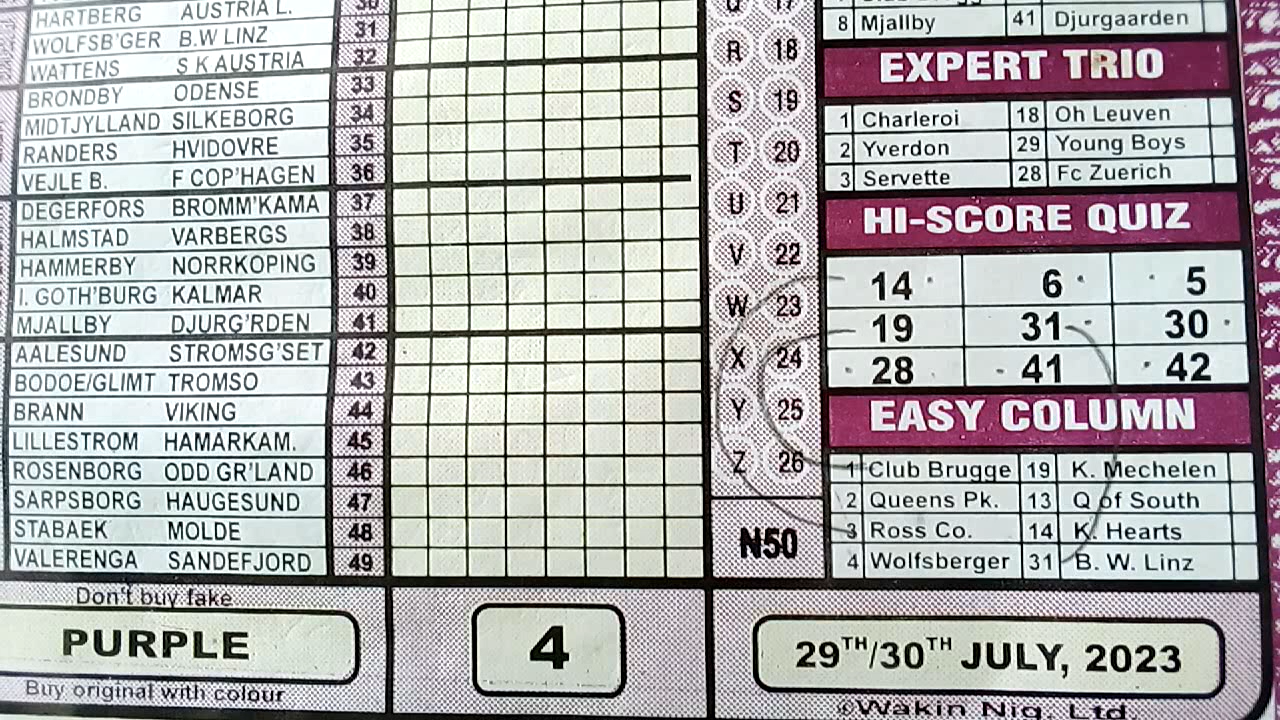 30
HARTBERG AUSTRIA L. 31
WOLFSB'GER B.W LINZ 32
WATTENS S K AUSTRIA
BRONDBY ODENSE 33
MIDTJYLLAND SILKEBORG 34
RANDERS HVIDOVRE 35
VEJLE B. F COP'HAGEN 36
DEGERFORS BROMM'KAMA 37
HALMSTAD VARBERGS 38
HAMMERBY NORRKOPING 39
I. GOTH'BURG KALMAR 40
MJALLBY DJURG'RDEN 41
AALESUND STROMSG'SET 42
BODOE/GLIMT TROMSO 43
BRANN VIKING 44
LILLESTROM HAMARKAM. 45
ROSENBORG ODD GR'LAND 46
SARPSBORG HAUGESUND 47
STABAEK MOLDE 48
VALERENGA SANDEFJORD 49
Q 17
R 18
S 19
T 20
U 21
V 22
W 23
X 24
Y 25
Z 26
N50
8 Mjallby 41 Djurgaarden
EXPERT TRIO
1 Charleroi 18 Oh Leuven
2 Yverdon 29 Young Boys
3 Servette 28 Fc Zuerich
HI-SCORE QUIZ
14 6 5
19 31 30
28 41 42
EASY COLUMN
1 Club Brugge 19 K. Mechelen
2 Queens Pk. 13 Q of South
3 Ross Co. 14 K. Hearts
4 Wolfsberger 31 B. W. Linz
Don't buy fake
PURPLE
Buy original with colour
4
29TH/30TH JULY, 2023
©Wakin Nig. Ltd.